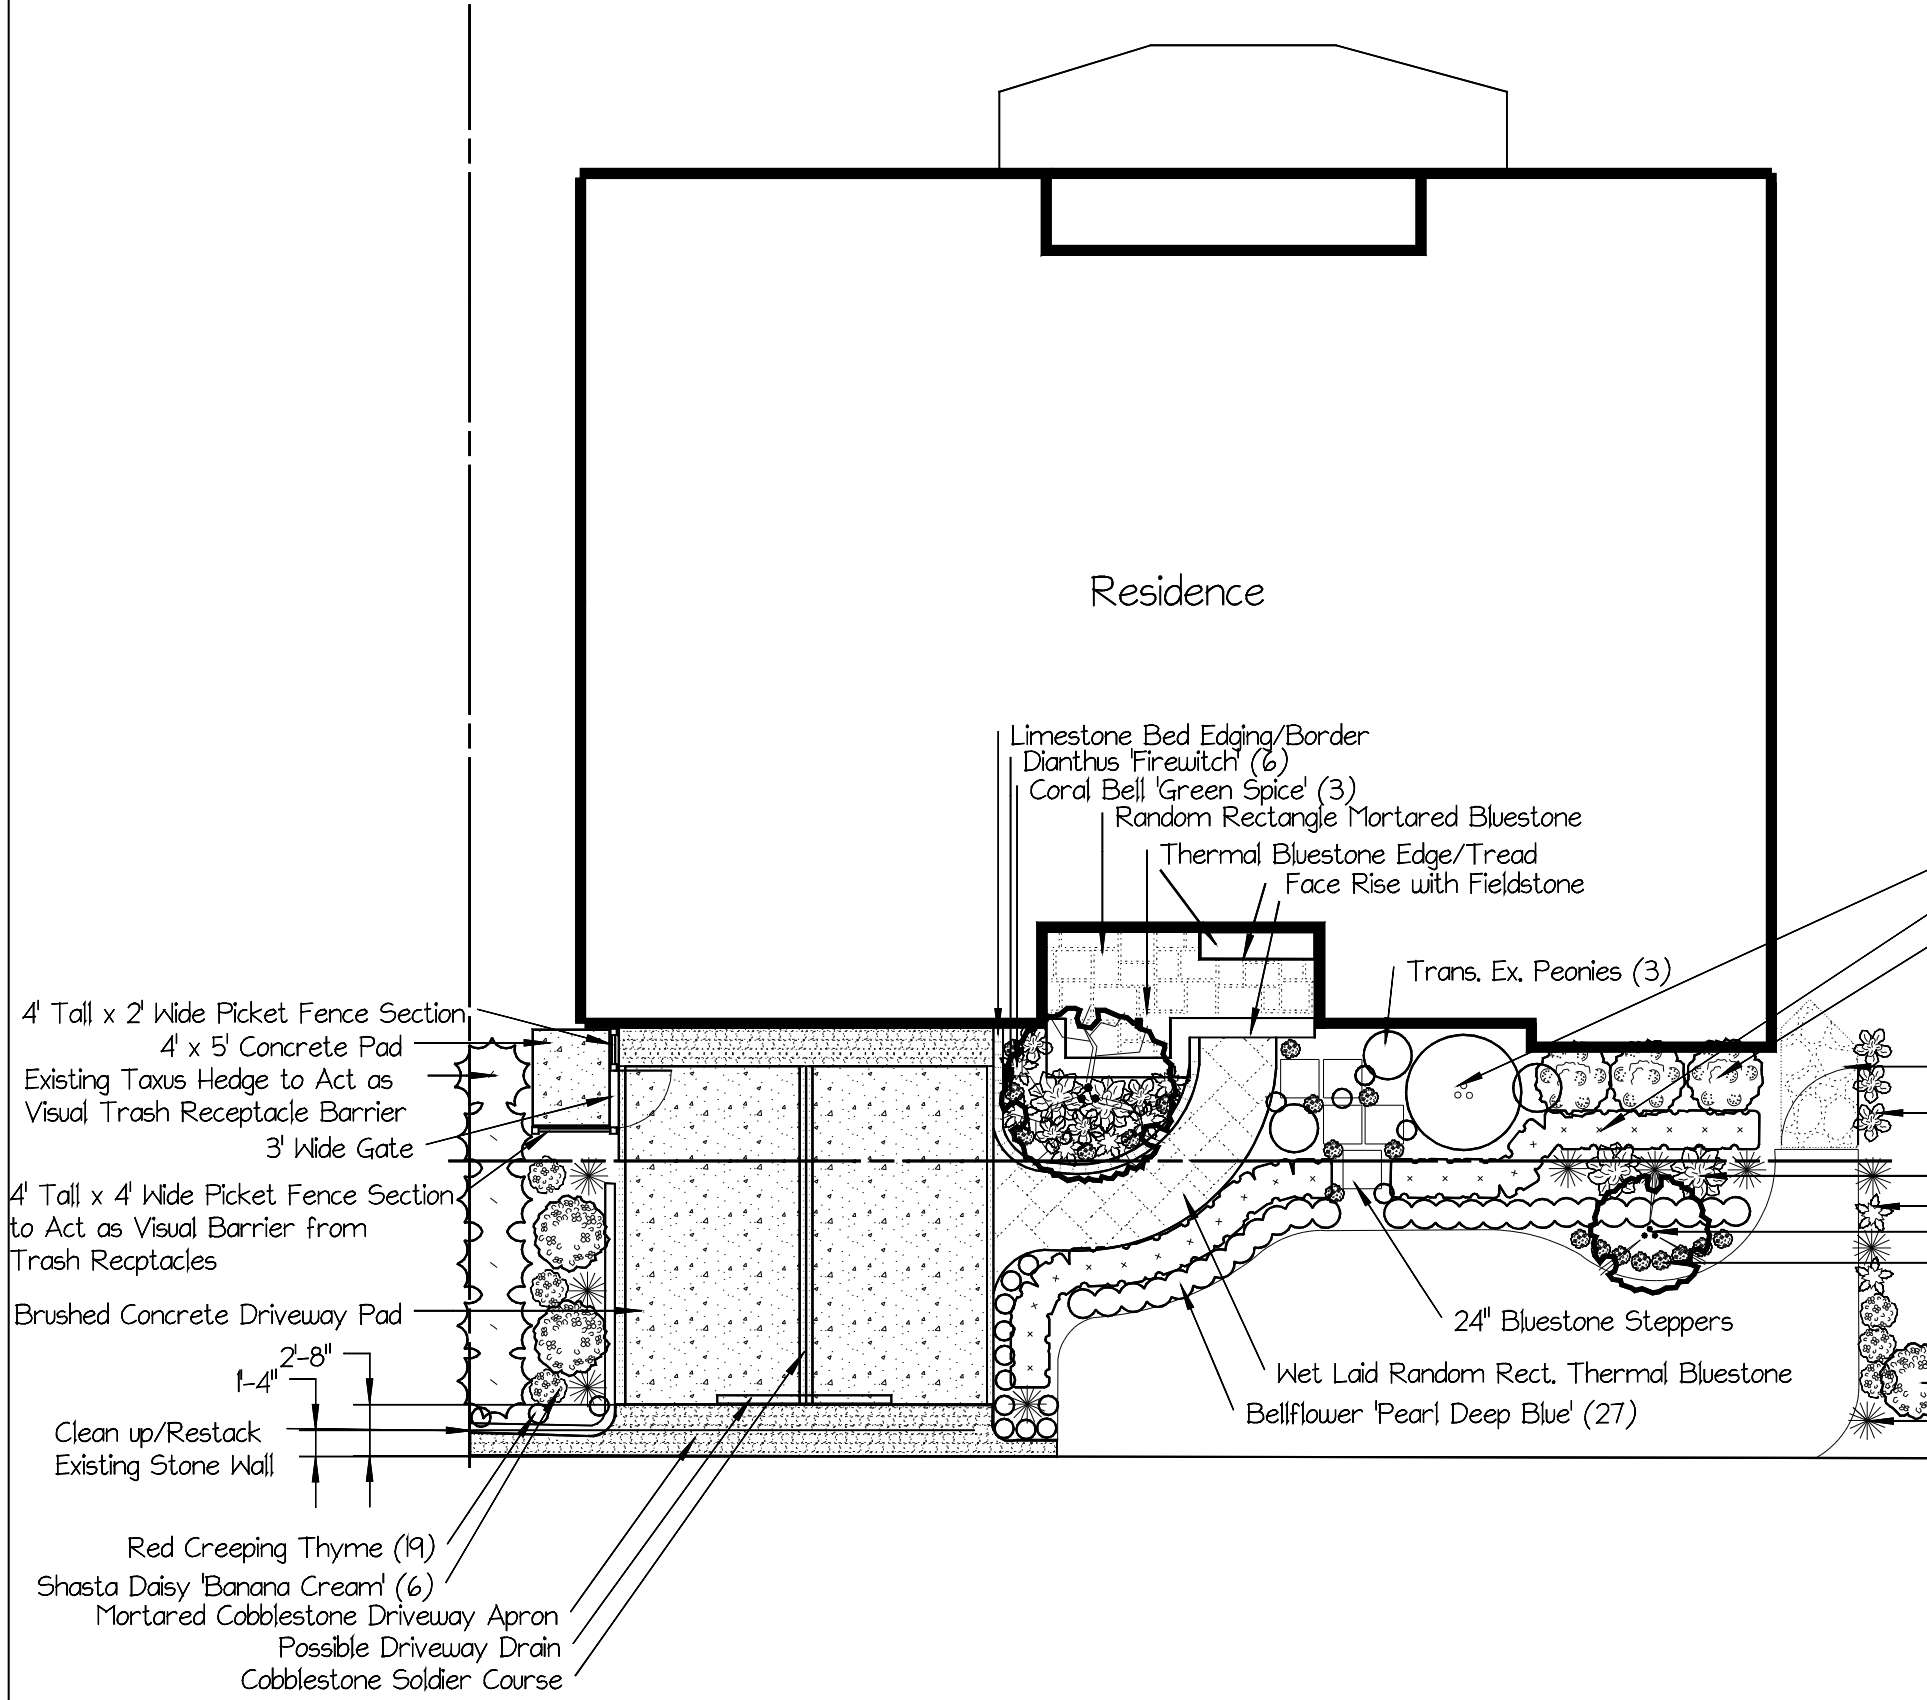 Residence
Limestone Bed Edging/Border
Dianthus 'Firewitch' (6)
Coral Bell 'Green Spice' (3)
Random Rectangle Mortared Bluestone
Thermal Bluestone Edge/Tread
Face Rise with Fieldstone
Trans. Ex. Peonies (3)
4' Tall x 2' Wide Picket Fence Section
4' x 5' Concrete Pad
Existing Taxus Hedge to Act as
Visual Trash Receptacle Barrier
3' Wide Gate
4' Tall x 4' Wide Picket Fence Section
to Act as Visual Barrier from
Trash Recptacles
Brushed Concrete Driveway Pad
2'-8"
1'-4"
Clean up/Restack
Existing Stone Wall
24" Bluestone Steppers
Wet Laid Random Rect. Thermal Bluestone
Bellflower 'Pearl Deep Blue' (27)
Red Creeping Thyme (19)
Shasta Daisy 'Banana Cream' (6)
Mortared Cobblestone Driveway Apron
Possible Driveway Drain
Cobblestone Soldier Course